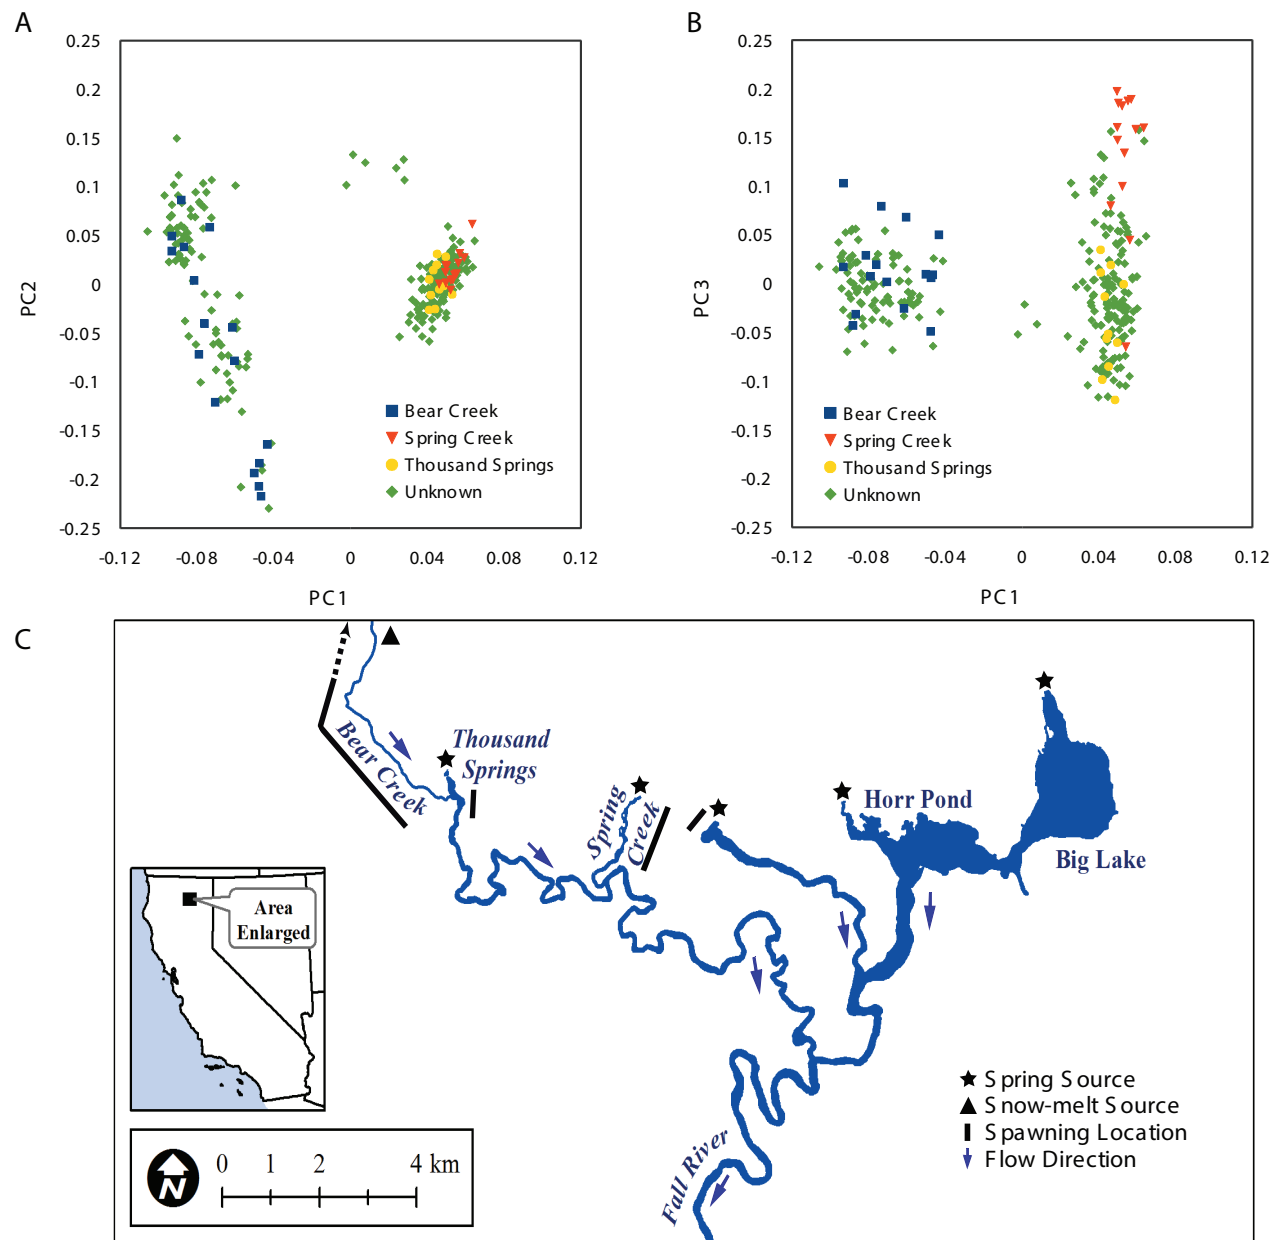 A
0.25
0.2
0.15
0.1
0.05
0
-0.05
-0.1
-0.15
-0.2
-0.25
PC2
-0.12
-0.08
-0.04
0
0.04
0.08
0.12
PC1
Bear Creek
Spring Creek
Thousand Springs
Unknown
B
0.25
0.2
0.15
0.1
0.05
0
-0.05
-0.1
-0.15
-0.2
-0.25
PC3
-0.12
-0.08
-0.04
0
0.04
0.08
0.12
PC1
Bear Creek
Spring Creek
Thousand Springs
Unknown
C
Bear Creek
Thousand
Springs
Spring
Creek
Horr Pond
Big Lake
Fall River
Area
Enlarged
N
0 1 2 4 km
Spring Source
Snow-melt Source
Spawning Location
Flow Direction